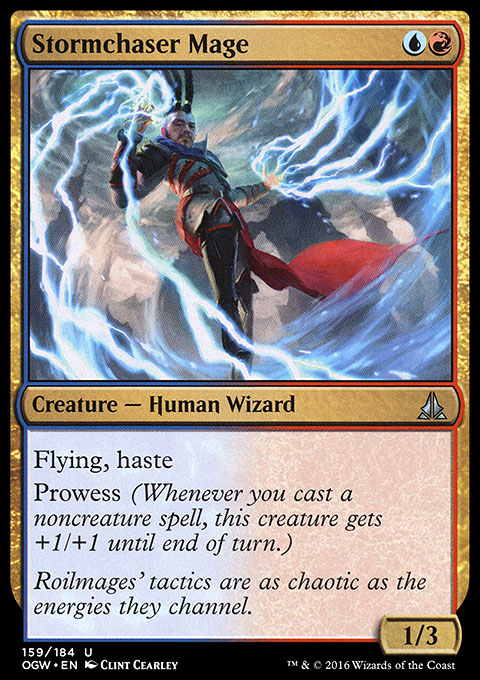 Stormchaser Mage
Creature — Human Wizard
Flying, haste
Prowess (Whenever you cast a
noncreature spell, this creature gets
+1/+1 until end of turn.)
Roilmages’ tactics are as chaotic as the
energies they channel.
1/3
159/184 U
OGW • EN Clint Cearley
™ & © 2016 Wizards of the Coast